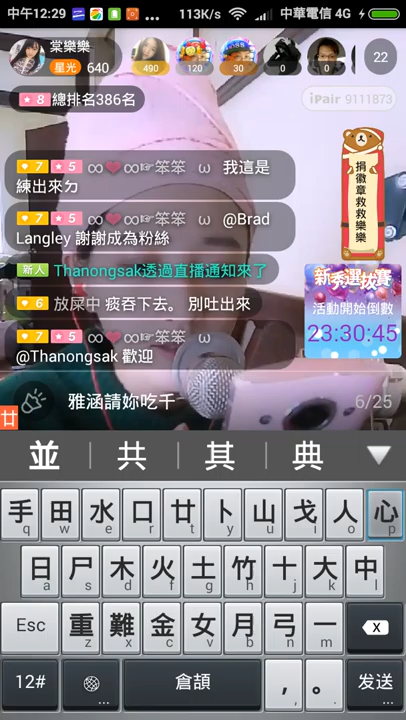 中午12:29 ... 113K/s 中華電信 4G
棠樂樂
星光 640
490 120 30 0 0 22
8 總排名386名
iPair 9111873
7 5 ∞❤∞☞笨笨 ω 我這是
練出來ㄉ
7 5 ∞❤∞☞笨笨 ω @Brad
Langley 謝謝成為粉絲
新人 Thanongsak透過直播通知來了
6 放屎中 痰吞下去。 別吐出來
7 5 ∞❤∞☞笨笨 ω
@Thanongsak 歡迎
捐徽章救救樂樂
新秀選拔賽
活動開始倒數
23:30:45
雅涵請妳吃千 6/25
廿
並 共 其 典
手 田 水 口 廿 卜 山 戈 人 心
q w e r t y u i o p
日 尸 木 火 土 竹 十 大 中
a s d f g h j k l
Esc 重 難 金 女 月 弓 一
z x c v b n m
12# ... 倉頡 , 。 发送